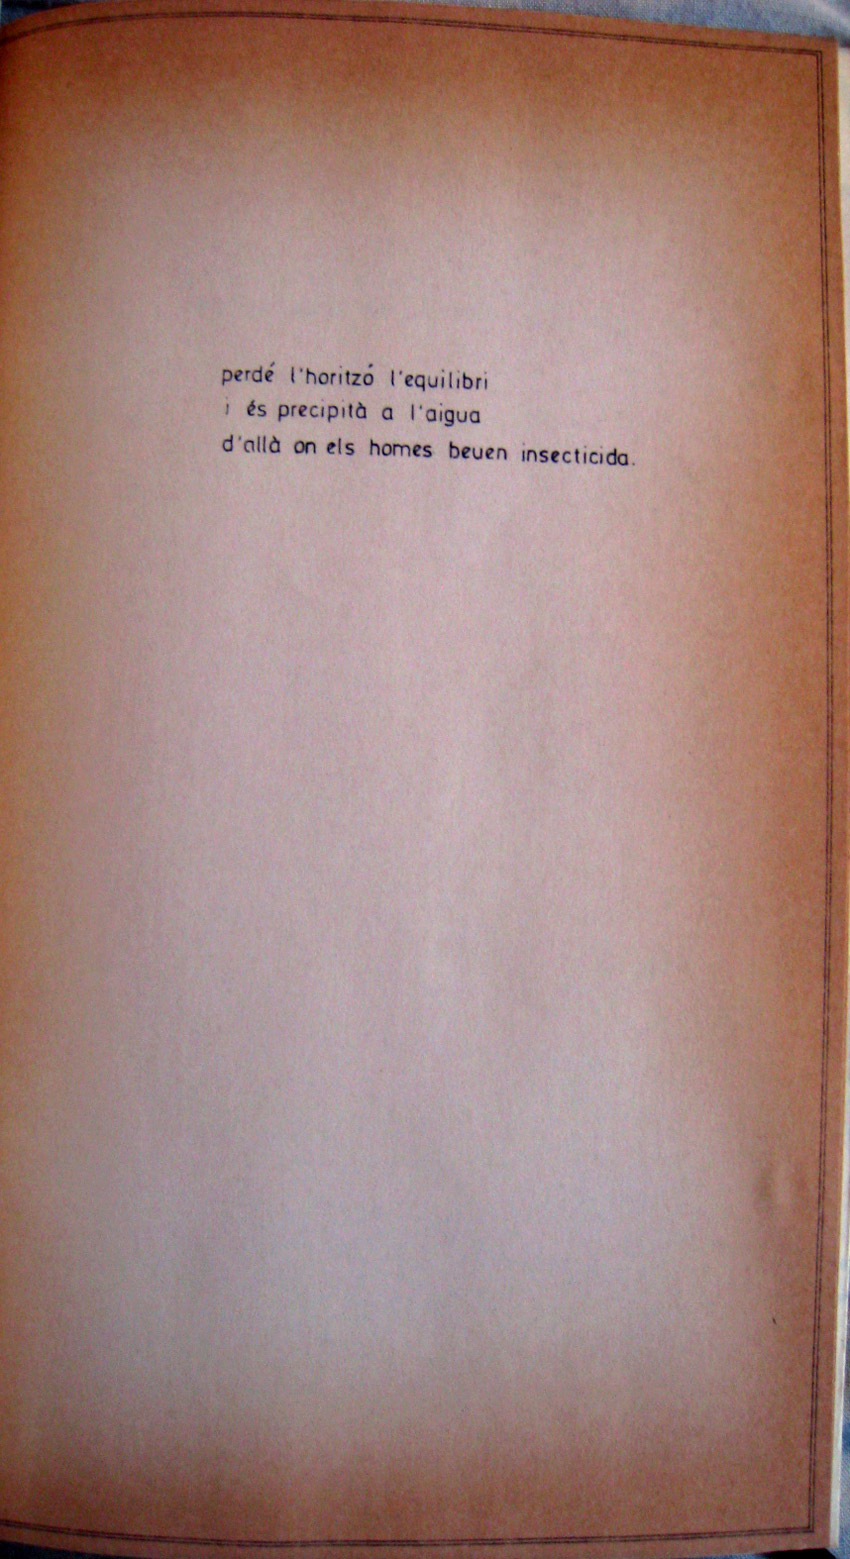 perdé l'horitzó l'equilibri
i és precipità a l'aigua
d'allà on els homes beuen insecticida.